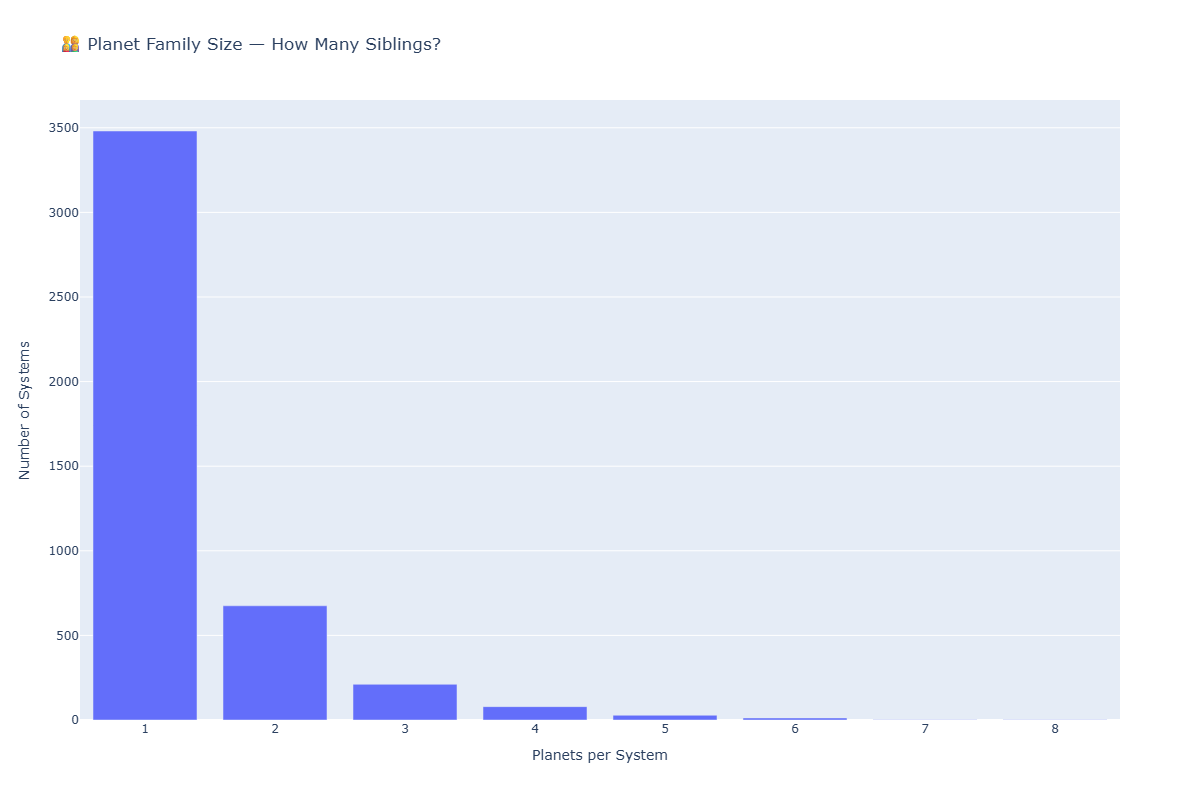 👨‍👩‍👧‍👦 Planet Family Size — How Many Siblings?
3500
3000
2500
2000
1500
1000
500
0
Number of Systems
1 2 3 4 5 6 7 8
Planets per System